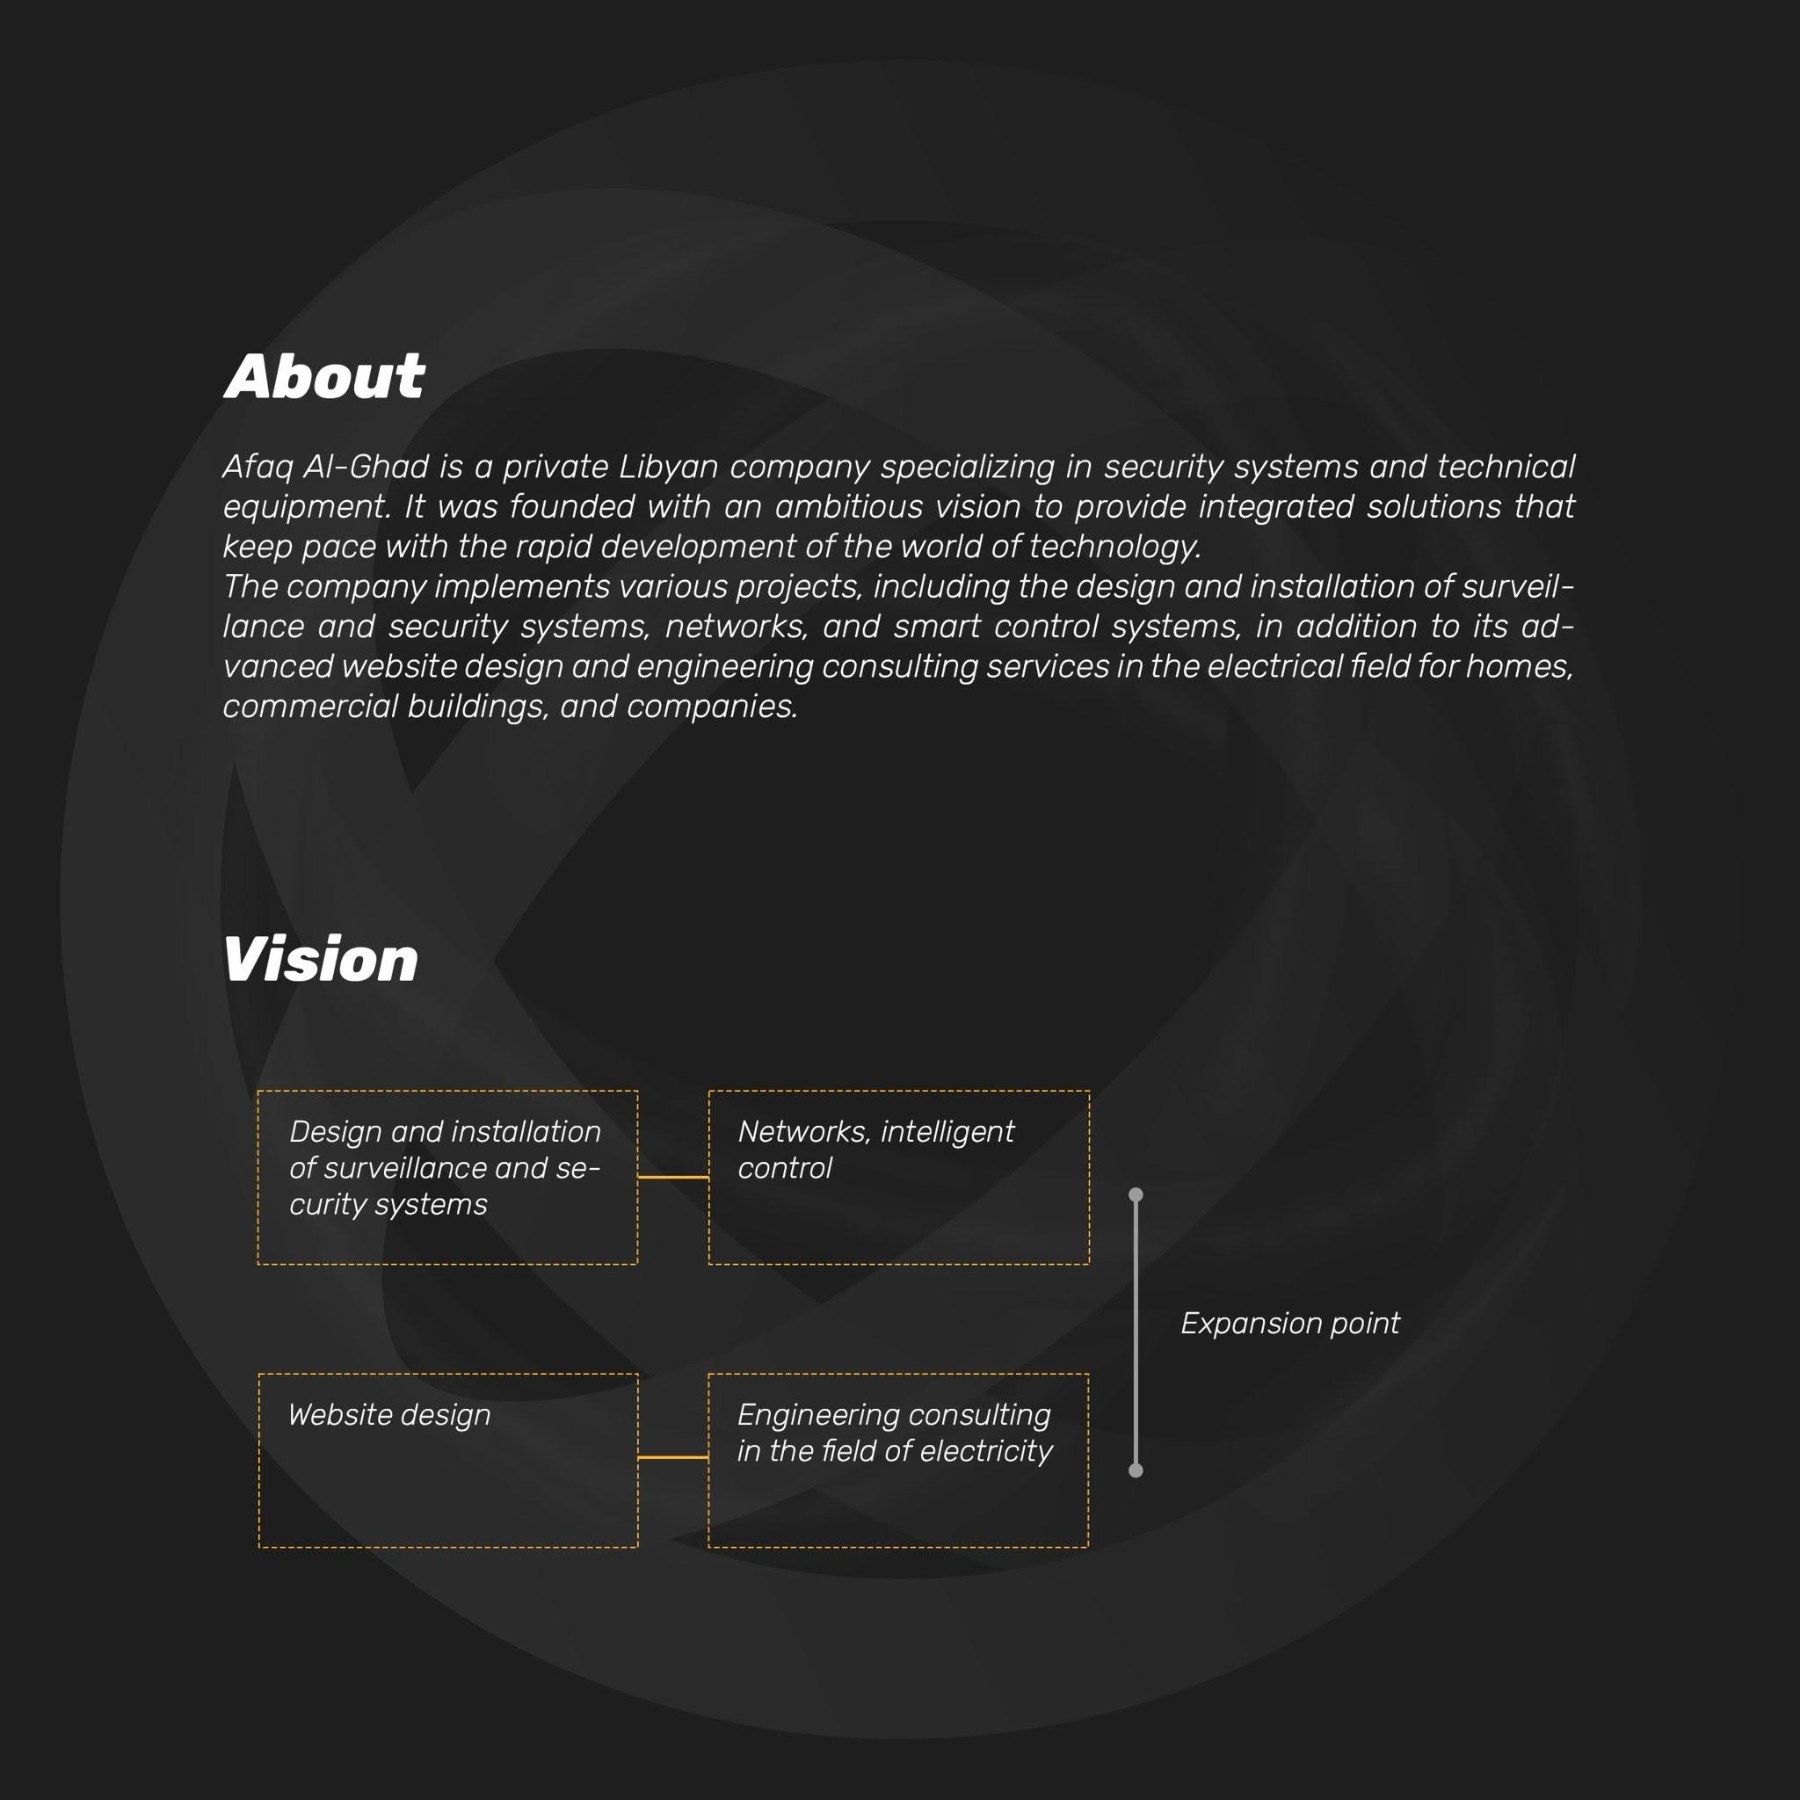 About
Afaq Al-Ghad is a private Libyan company specializing in security systems and technical
equipment. It was founded with an ambitious vision to provide integrated solutions that
keep pace with the rapid development of the world of technology.
The company implements various projects, including the design and installation of surveil-
lance and security systems, networks, and smart control systems, in addition to its ad-
vanced website design and engineering consulting services in the electrical field for homes,
commercial buildings, and companies.
Vision
Design and installation
of surveillance and se-
curity systems
Networks, intelligent
control
Expansion point
Website design
Engineering consulting
in the field of electricity